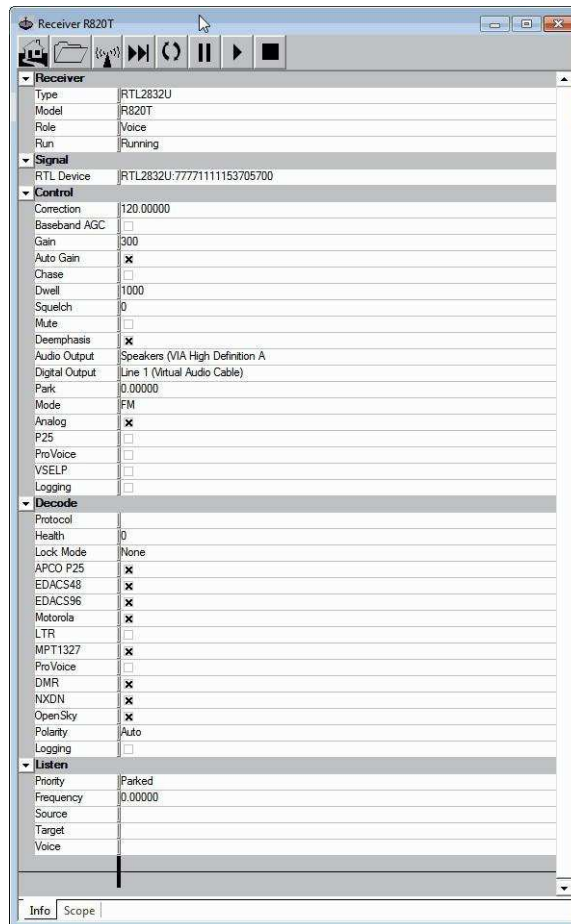 Receiver R820T
Receiver
Type RTL2832U
Model R820T
Role Voice
Run Running
Signal
RTL Device RTL2832U:77771111153705700
Control
Correction 120.00000
Baseband AGC
Gain 300
Auto Gain
Chase
Dwell 1000
Squelch 0
Mute
Deemphasis
Audio Output Speakers (VIA High Definition A
Digital Output Line 1 (Virtual Audio Cable)
Park 0.00000
Mode FM
Analog
P25
ProVoice
VSELP
Logging
Decode
Protocol
Health 0
Lock Mode None
APCO P25
EDACS48
EDACS96
Motorola
LTR
MPT1327
ProVoice
DMR
NXDN
OpenSky
Polarity Auto
Logging
Listen
Priority Parked
Frequency 0.00000
Source
Target
Voice
Info Scope